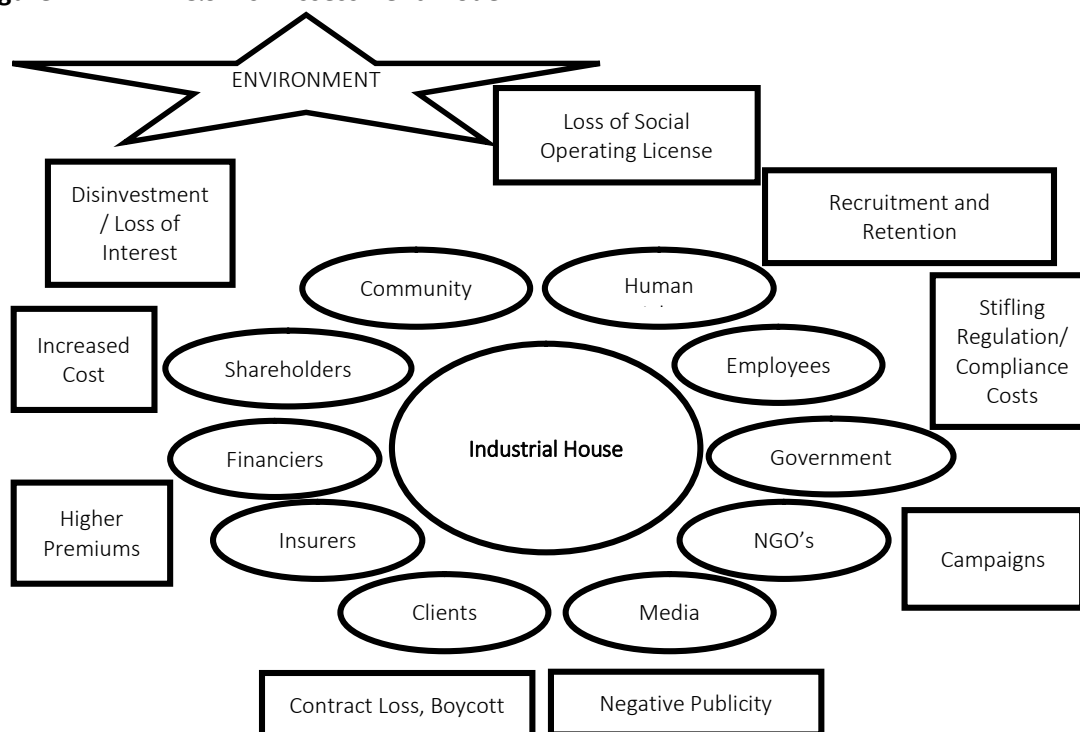 ENVIRONMENT
Loss of Social
Operating License
Disinvestment
/ Loss of
Interest
Recruitment and
Retention
Community
Human
Stifling
Regulation/
Compliance
Costs
Increased
Cost
Shareholders
Employees
Industrial House
Financiers
Government
Higher
Premiums
Insurers
NGO's
Campaigns
Clients
Media
Contract Loss, Boycott
Negative Publicity